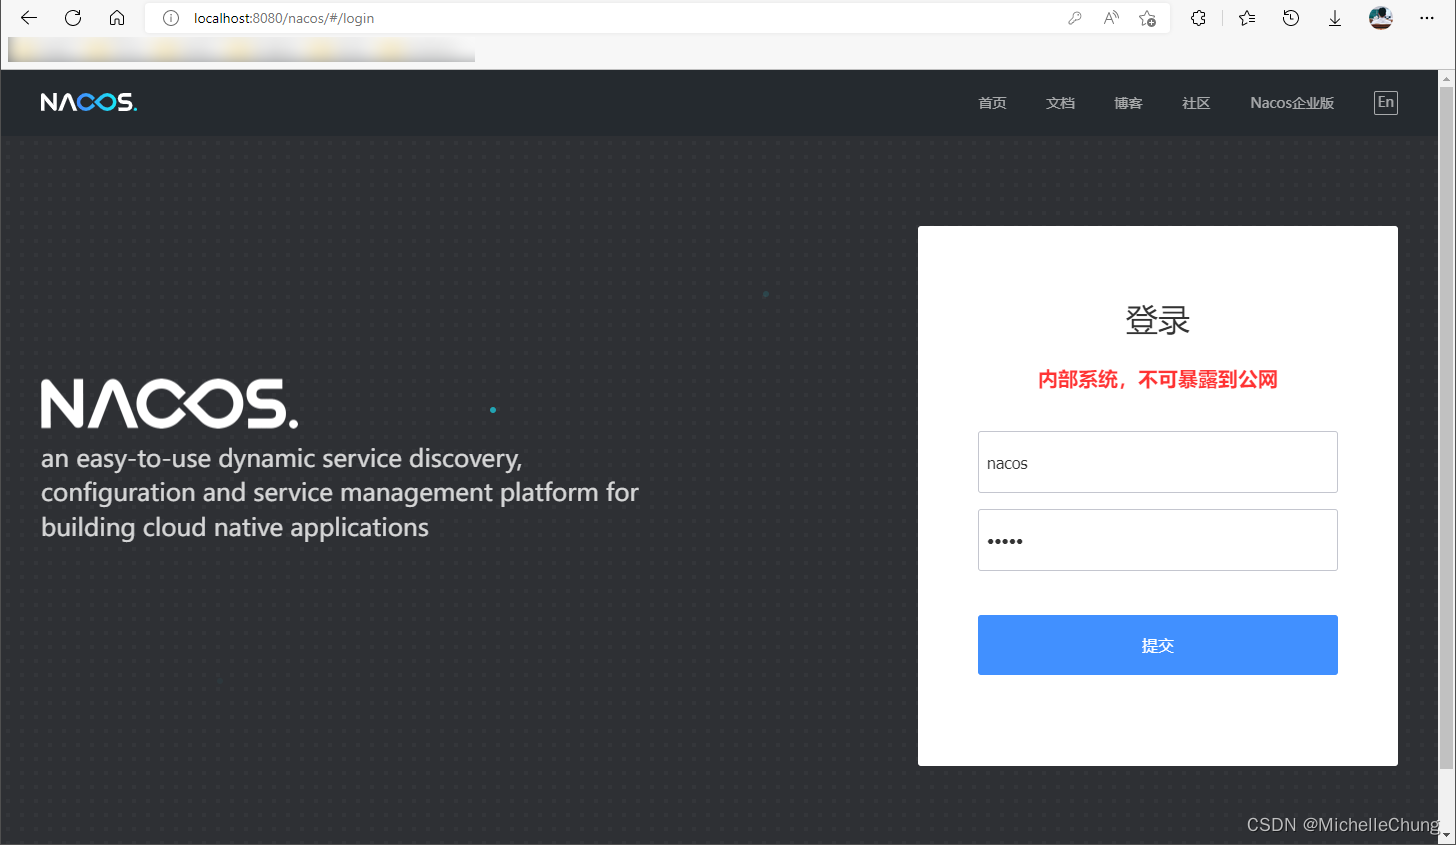 localhost:8080/nacos/#/login
NACOS.
首页 文档 博客 社区 Nacos企业版 En
NACOS.
an easy-to-use dynamic service discovery,
configuration and service management platform for
building cloud native applications
登录
内部系统，不可暴露到公网
nacos
•••••
提交
CSDN @MichelleChung